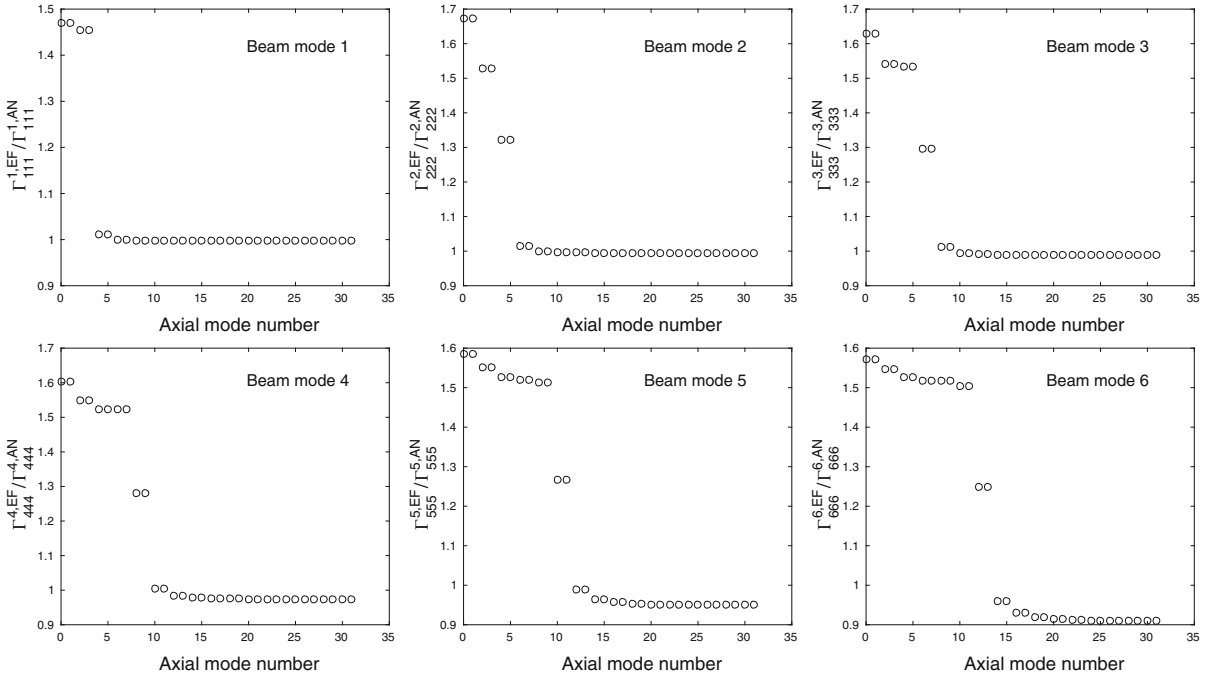 Beam mode 1
Γ^{1,EF}_{111}/Γ^{1,AN}_{111}
1.5
1.4
1.3
1.2
1.1
1
0.9
0 5 10 15 20 25 30 35
Axial mode number
Beam mode 2
Γ^{2,EF}_{222}/Γ^{2,AN}_{222}
1.7
1.6
1.5
1.4
1.3
1.2
1.1
1
0.9
0 5 10 15 20 25 30 35
Axial mode number
Beam mode 3
Γ^{3,EF}_{333}/Γ^{3,AN}_{333}
1.7
1.6
1.5
1.4
1.3
1.2
1.1
1
0.9
0 5 10 15 20 25 30 35
Axial mode number
Beam mode 4
Γ^{4,EF}_{444}/Γ^{4,AN}_{444}
1.7
1.6
1.5
1.4
1.3
1.2
1.1
1
0.9
0 5 10 15 20 25 30 35
Axial mode number
Beam mode 5
Γ^{5,EF}_{555}/Γ^{5,AN}_{555}
1.6
1.5
1.4
1.3
1.2
1.1
1
0.9
0 5 10 15 20 25 30 35
Axial mode number
Beam mode 6
Γ^{6,EF}_{666}/Γ^{6,AN}_{666}
1.6
1.5
1.4
1.3
1.2
1.1
1
0.9
0 5 10 15 20 25 30 35
Axial mode number